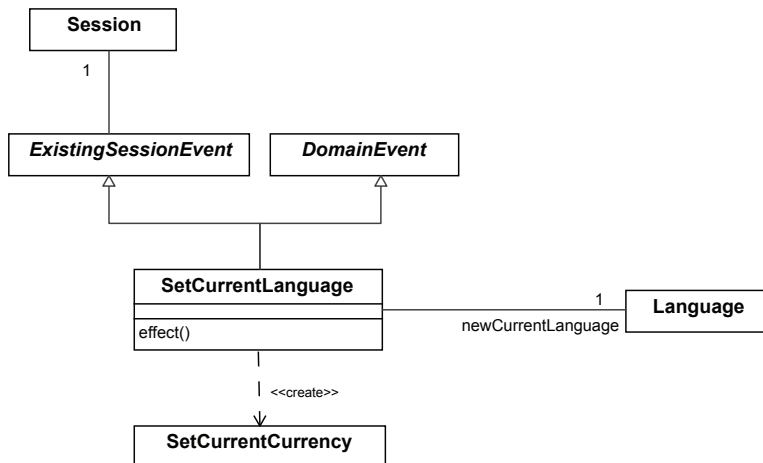 Session
1
ExistingSessionEvent
DomainEvent
SetCurrentLanguage
effect()
1
newCurrentLanguage
Language
<<create>>
SetCurrentCurrency